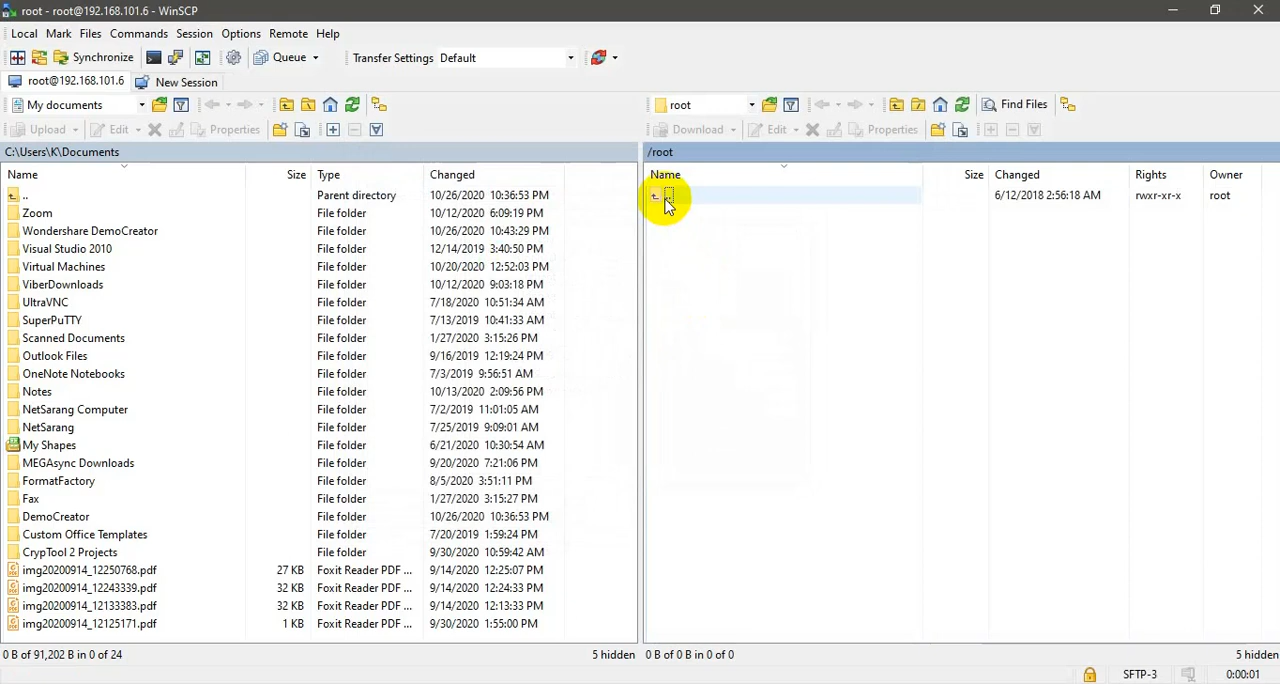 root - root@192.168.101.6 - WinSCP
Local Mark Files Commands Session Options Remote Help
Synchronize Queue Transfer Settings Default
root@192.168.101.6 New Session
My documents root Find Files
Upload Edit Properties Download Edit Properties
C:\Users\K\Documents /root
Name Size Type Changed Name Size Changed Rights Owner
.. Parent directory 10/26/2020 10:36:53 PM 6/12/2018 2:56:18 AM rwxr-xr-x root
Zoom File folder 10/12/2020 6:09:19 PM
Wondershare DemoCreator File folder 10/26/2020 10:43:29 PM
Visual Studio 2010 File folder 12/14/2019 3:40:50 PM
Virtual Machines File folder 10/20/2020 12:52:03 PM
ViberDownloads File folder 10/12/2020 9:03:18 PM
UltraVNC File folder 7/18/2020 10:51:34 AM
SuperPuTTY File folder 7/13/2019 10:41:33 AM
Scanned Documents File folder 1/27/2020 3:15:26 PM
Outlook Files File folder 9/16/2019 12:19:24 PM
OneNote Notebooks File folder 7/3/2019 9:56:51 AM
Notes File folder 10/13/2020 2:09:56 PM
NetSarang Computer File folder 7/2/2019 11:01:05 AM
NetSarang File folder 7/25/2019 9:09:01 AM
My Shapes File folder 6/21/2020 10:30:54 AM
MEGAsync Downloads File folder 9/20/2020 7:21:06 PM
FormatFactory File folder 8/5/2020 3:51:11 PM
Fax File folder 1/27/2020 3:15:27 PM
DemoCreator File folder 10/26/2020 10:36:53 PM
Custom Office Templates File folder 7/20/2019 1:59:24 PM
CrypTool 2 Projects File folder 9/30/2020 10:59:42 AM
img20200914_12250768.pdf 27 KB Foxit Reader PDF ... 9/14/2020 12:25:07 PM
img20200914_12243339.pdf 32 KB Foxit Reader PDF ... 9/14/2020 12:24:33 PM
img20200914_12133383.pdf 32 KB Foxit Reader PDF ... 9/14/2020 12:13:33 PM
img20200914_12125171.pdf 1 KB Foxit Reader PDF ... 9/30/2020 1:55:00 PM
0 B of 91,202 B in 0 of 24 5 hidden 0 B of 0 B in 0 of 0 5 hidden
SFTP-3 0:00:01